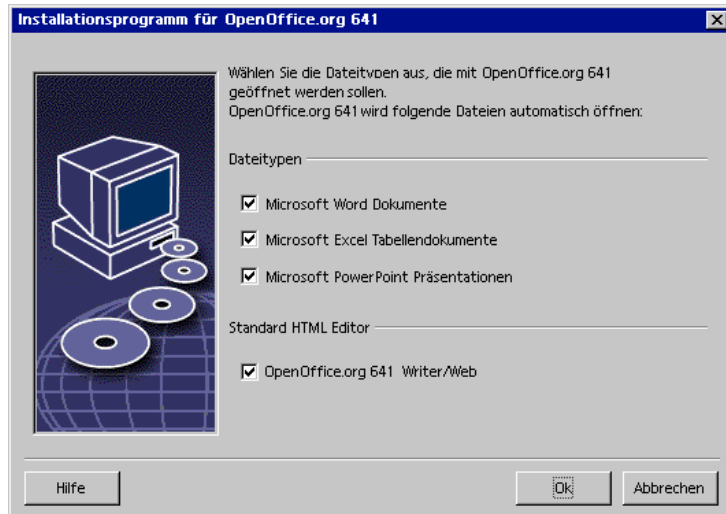 Installationsprogramm für OpenOffice.org 641
Wählen Sie die Dateitypen aus, die mit OpenOffice.org 641
geöffnet werden sollen.
OpenOffice.org 641 wird folgende Dateien automatisch öffnen:
Dateitypen
Microsoft Word Dokumente
Microsoft Excel Tabellendokumente
Microsoft PowerPoint Präsentationen
Standard HTML Editor
OpenOffice.org 641 Writer/Web
Hilfe
Ok
Abbrechen